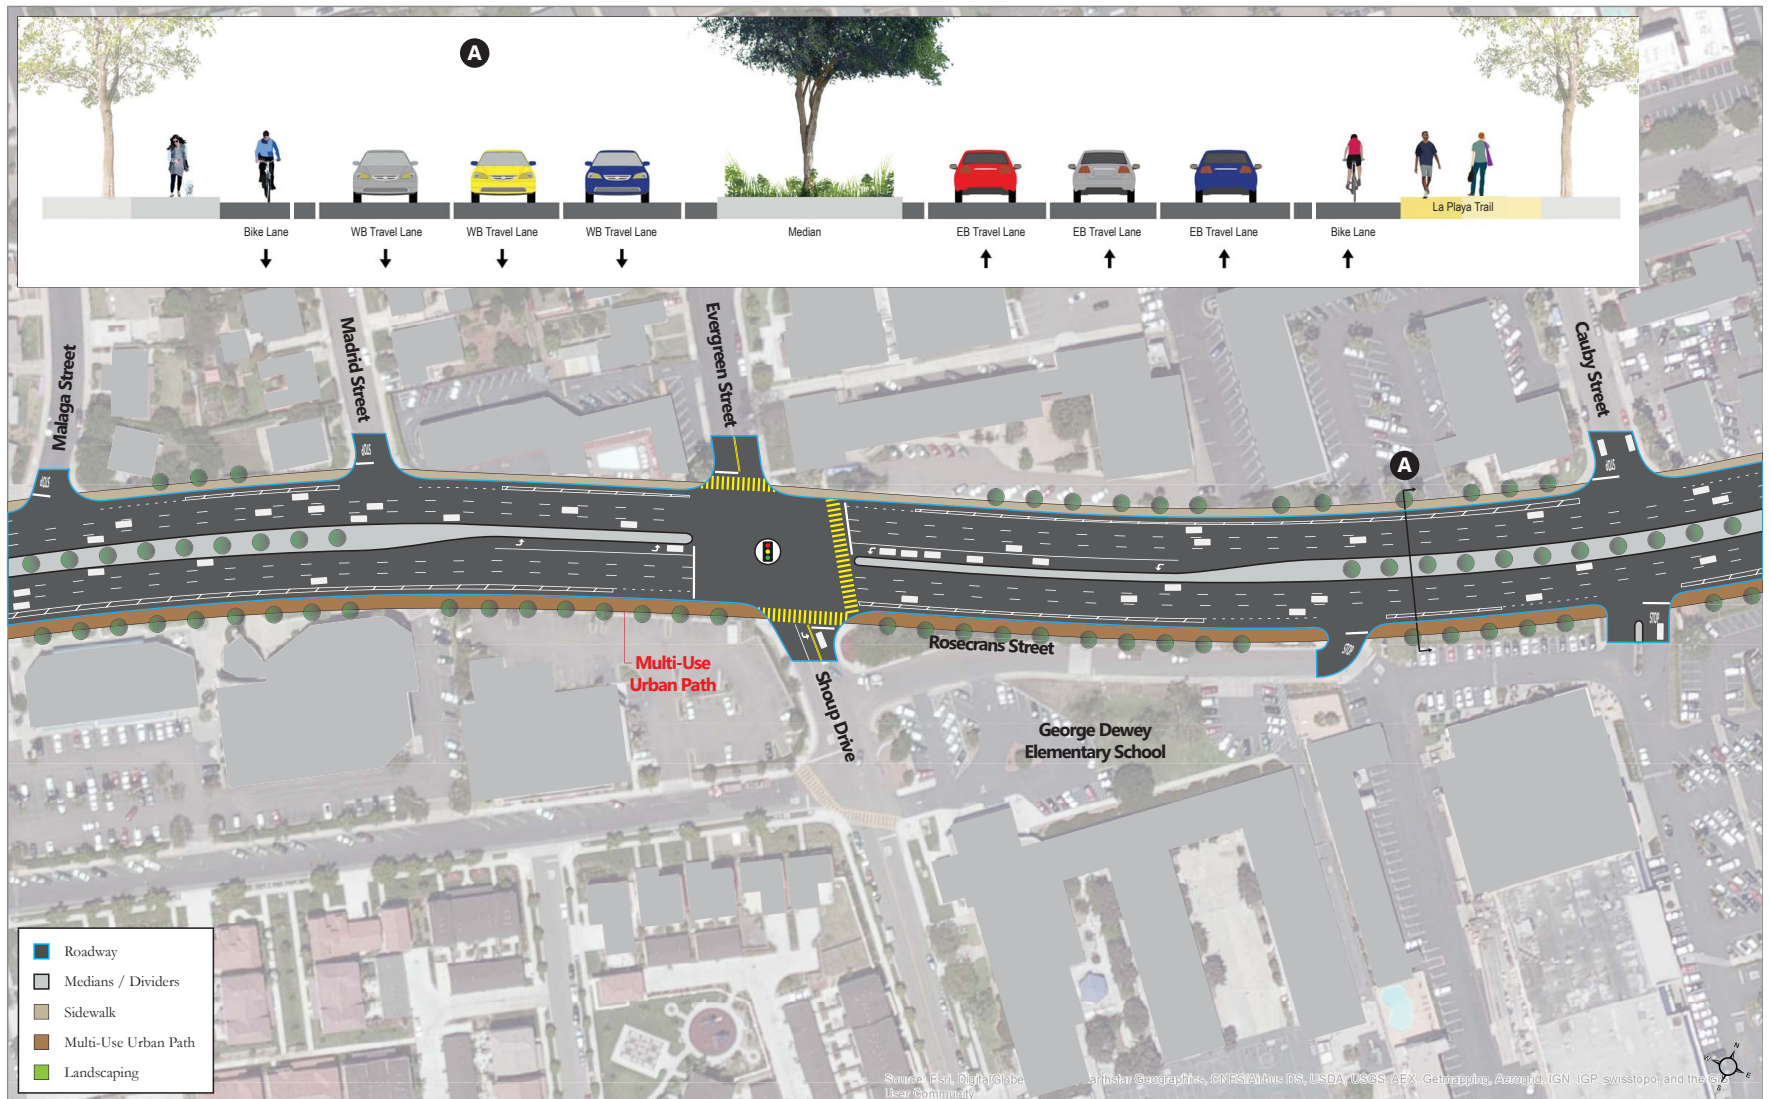 A
La Playa Trail
Bike Lane
WB Travel Lane
WB Travel Lane
WB Travel Lane
Median
EB Travel Lane
EB Travel Lane
EB Travel Lane
Bike Lane
Malaga Street
Madrid Street
Evergreen Street
Cauby Street
A
STOP
STOP
STOP
STOP
STOP
Rosecrans Street
Multi-Use
Urban Path
Shoup Drive
George Dewey
Elementary School
Roadway
Medians / Dividers
Sidewalk
Multi-Use Urban Path
Landscaping
N
W
E
S
Source: Esri, DigitalGlobe, Earthstar Geographics, CNES/Airbus DS, USDA, USGS, AEX, Getmapping, Aerogrid, IGN, IGP, swisstopo, and the GIS
User Community